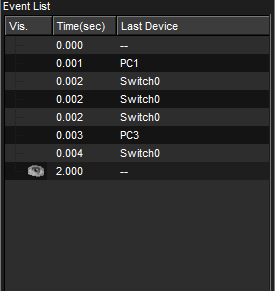 Event List
Vis. Time(sec) Last Device
0.000 --
0.001 PC1
0.002 Switch0
0.002 Switch0
0.002 Switch0
0.003 PC3
0.004 Switch0
2.000 --